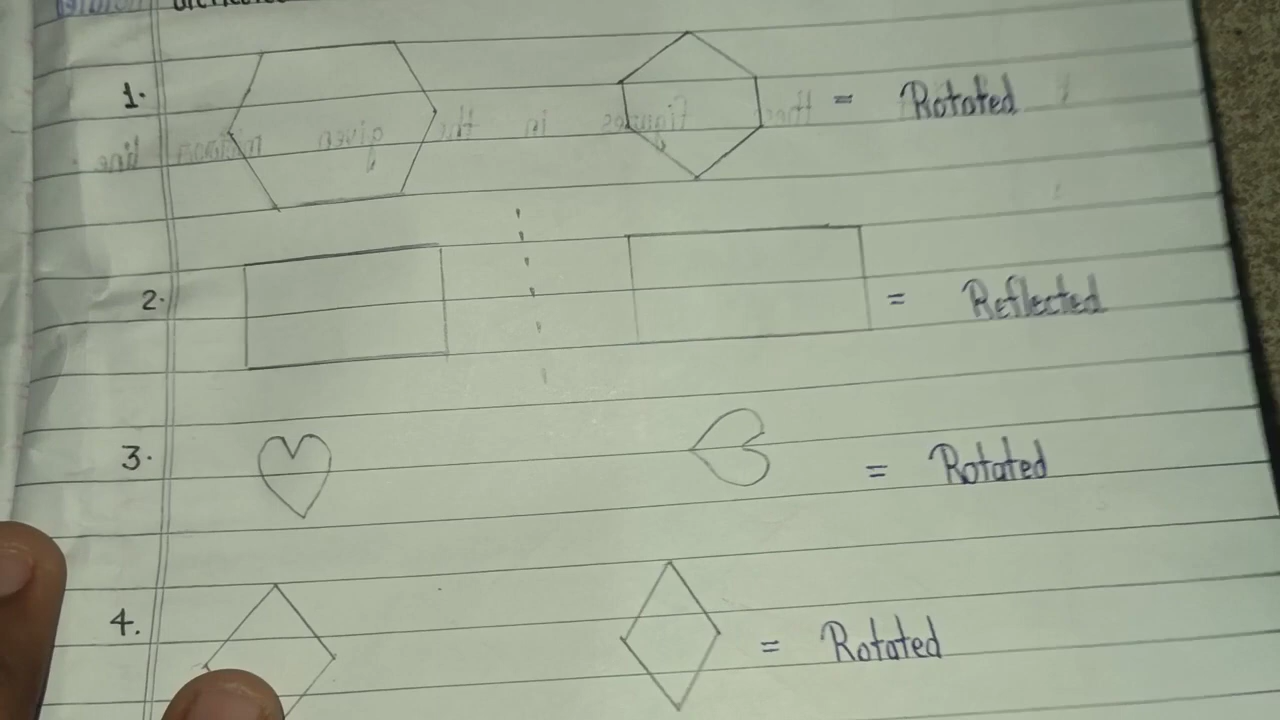 1. = Rotated
2. = Reflected
3. = Rotated
4. = Rotated